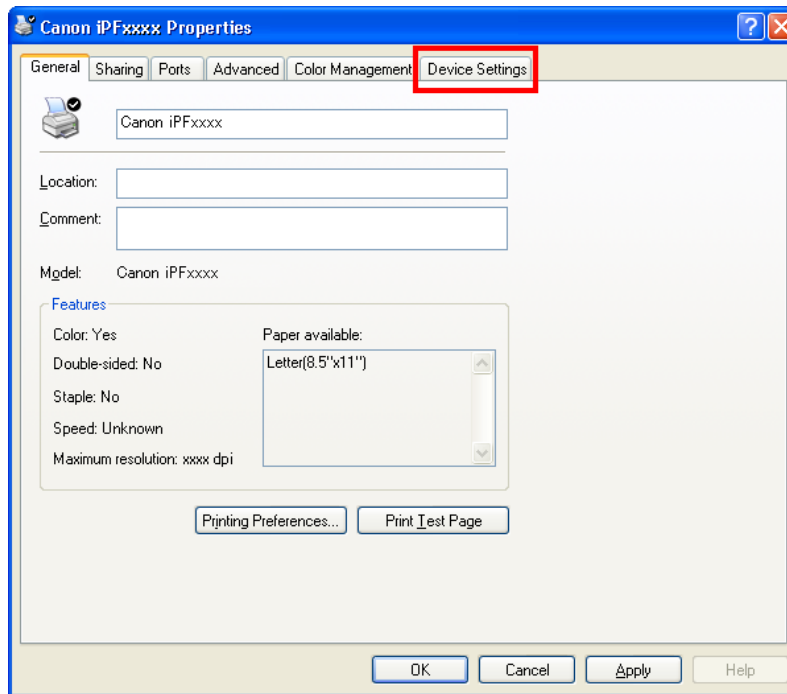 Canon iPFxxxx Properties
General Sharing Ports Advanced Color Management Device Settings
Canon iPFxxxx
Location:
Comment:
Model: Canon iPFxxxx
Features
Color: Yes Paper available:
Double-sided: No Letter(8.5"x11")
Staple: No
Speed: Unknown
Maximum resolution: xxxx dpi
Printing Preferences... Print Test Page
OK Cancel Apply Help